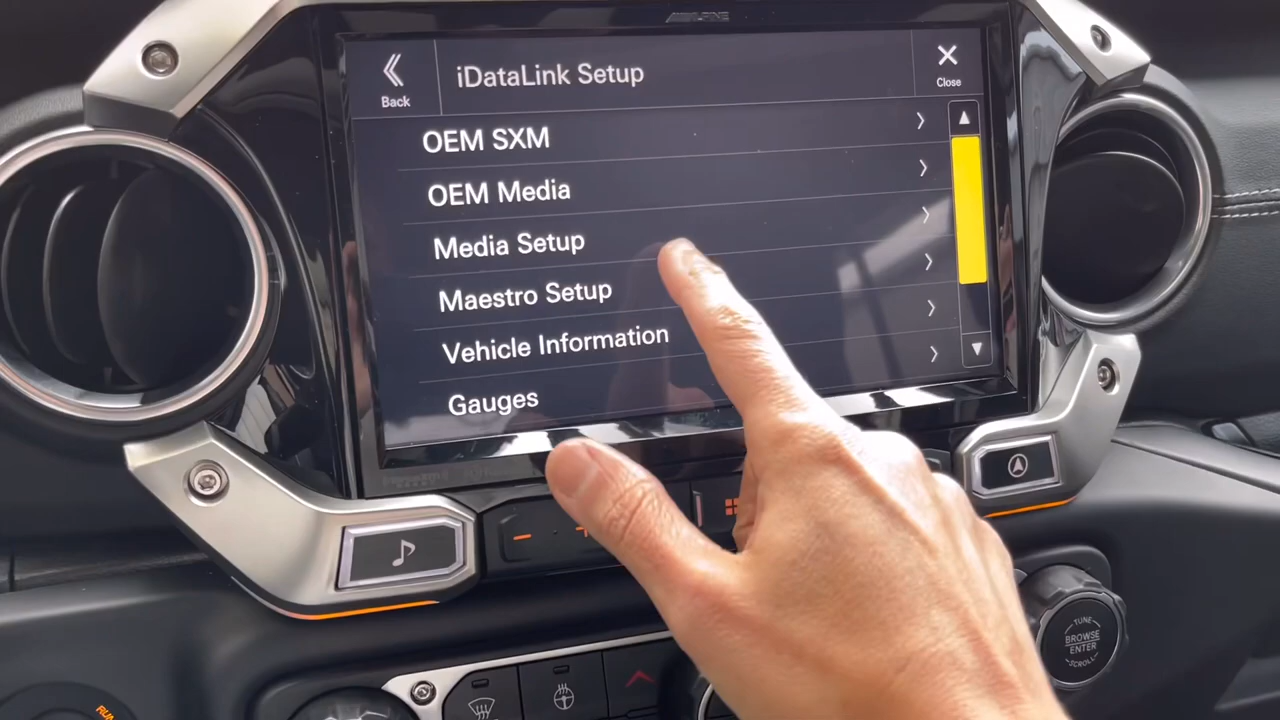 ALPINE
iDataLink Setup
Back
Close
OEM SXM
OEM Media
Media Setup
Maestro Setup
Vehicle Information
Gauges
TUNE
BROWSE
ENTER
SCROLL